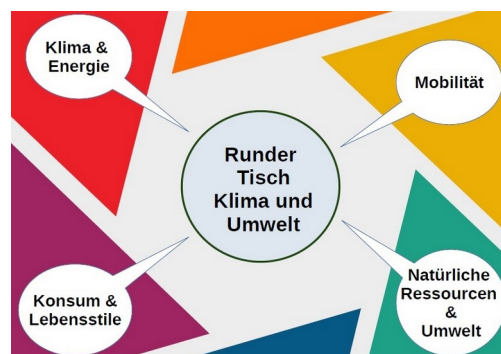 Klima &
Energie
Mobilität
Runder
Tisch
Klima und
Umwelt
Konsum &
Lebensstile
Natürliche
Ressourcen
&
Umwelt